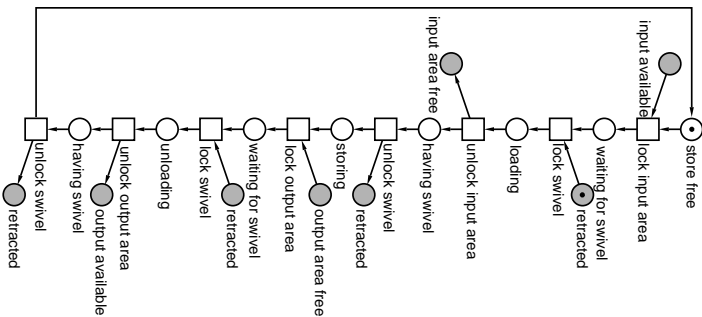 store free
input available
lock input area
waiting for swivel
retracted
lock swivel
loading
input area free
unlock input area
having swivel
unlock swivel
retracted
storing
output area free
lock output area
waiting for swivel
retracted
lock swivel
unloading
unlock output area
output available
having swivel
unlock swivel
retracted